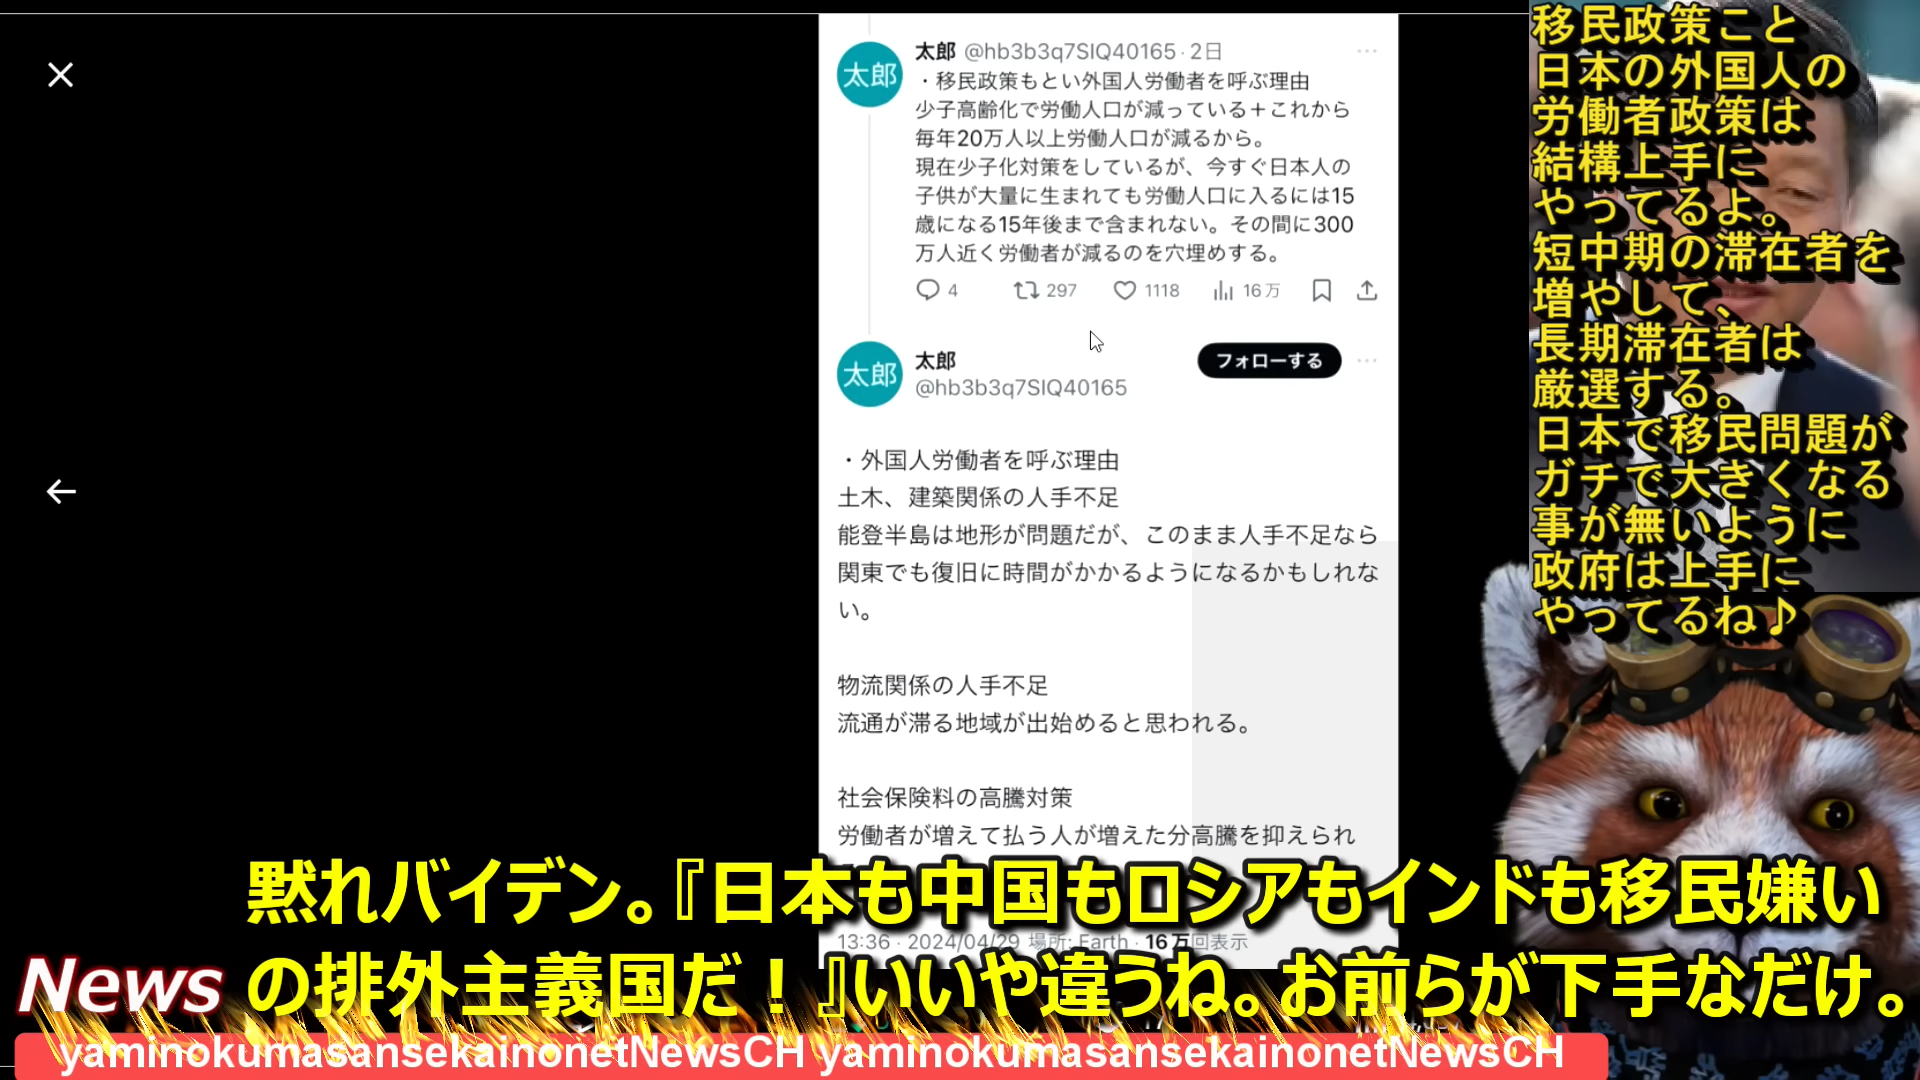 太郎 @hb3b3q7SIQ40165 · 2日
太郎
・移民政策もとい外国人労働者を呼ぶ理由
少子高齢化で労働人口が減っている＋これから
毎年20万人以上労働人口が減るから。
現在少子化対策をしているが、今すぐ日本人の
子供が大量に生まれても労働人口に入るには15
歳になる15年後まで含まれない。その間に300
万人近く労働者が減るのを穴埋めする。
4 297 1118 16万
太郎
太郎
@hb3b3q7SIQ40165
フォローする
・外国人労働者を呼ぶ理由
土木、建築関係の人手不足
能登半島は地形が問題だが、このまま人手不足なら
関東でも復旧に時間がかかるようになるかもしれな
い。
物流関係の人手不足
流通が滞る地域が出始めると思われる。
社会保険料の高騰対策
労働者が増えて払う人が増えた分高騰を抑えられ
13:36 · 2024/04/29 場所: Earth · 16万回表示
移民政策こと
日本の外国人の
労働者政策は
結構上手に
やってるよ。
短中期の滞在者を
増やして、
長期滞在者は
厳選する。
日本で移民問題が
ガチで大きくなる
事が無いように
政府は上手に
やってるね♪
黙れバイデン。『日本も中国もロシアもインドも移民嫌い
の排外主義国だ！』いいや違うね。お前らが下手なだけ。
News
yaminokumasansekainonetNewsCH yaminokumasansekainonetNewsCH